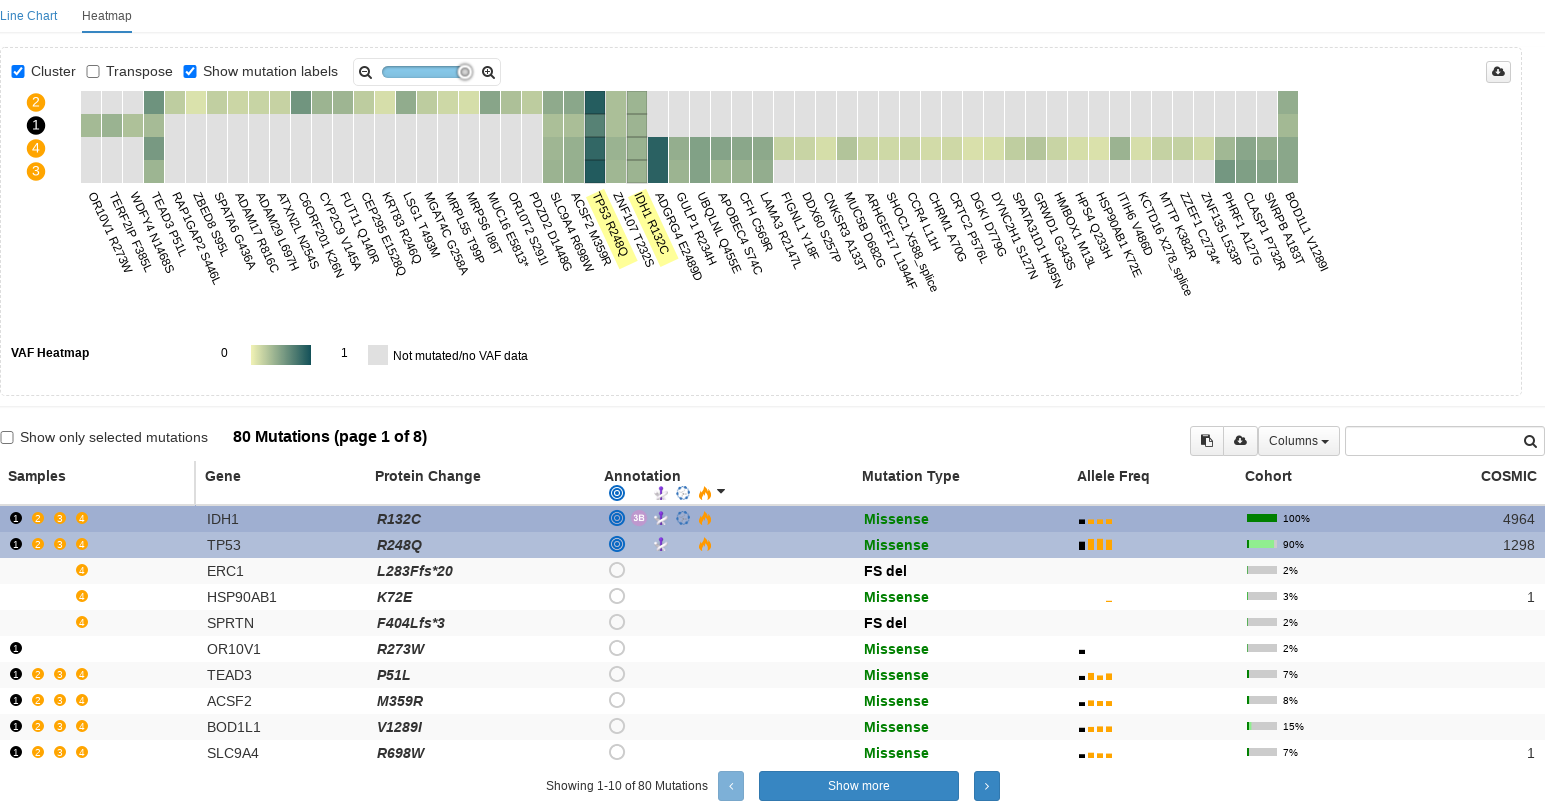 Line Chart Heatmap
Cluster Transpose Show mutation labels
2
1
4
3
OR10V1 R273W
TERF2IP F385L
WDFY4 N1468S
TEAD3 P51L
RAP1GAP2 S446L
ZBED8 S95L
SPATA6 G436A
ADAM17 R816C
ADAM29 L697H
ATXN2L N254S
C6ORF201 K26N
CYP2C9 V145A
FUT11 Q140R
CEP295 E1528Q
KRT83 R246Q
LSG1 T493M
MGAT4C G258A
MRPL55 T99P
MRPS6 I86T
MUC16 E5613*
OR10T2 S291I
PDZD2 D1448G
SLC9A4 R698W
ACSF2 M359R
TP53 R248Q
ZNF107 T232S
IDH1 R132C
ADGRG4 E2489D
GULP1 R234H
UBQLNL Q455E
APOBEC4 S74C
CFH C569R
LAMA3 R2147L
FIGNL1 Y18F
DDX60 S257P
CNKSR3 A133T
MUC5B D682G
ARHGEF17 L1944F
SHOC1 X588_splice
CCR4 L11H
CHRM1 A70G
CRTC2 P576L
DGKI D779G
DYNC2H1 S127N
SPATA31D1 H495N
GRWD1 G343S
HMBOX1 M13L
HPS4 Q233H
HSP90AB1 K72E
ITIH6 V486D
KCTD16 X278_splice
MTTP K382R
ZZEF1 C2734*
ZNF135 L533P
PHRF1 A127G
CLASP1 P732R
SNRPB A183T
BOD1L1 V1289I
VAF Heatmap 0 1 Not mutated/no VAF data
Show only selected mutations 80 Mutations (page 1 of 8) Columns
Samples Gene Protein Change Annotation Mutation Type Allele Freq Cohort COSMIC
1 2 3 4 IDH1 R132C 3B Missense 100% 4964
1 2 3 4 TP53 R248Q Missense 90% 1298
4 ERC1 L283Ffs*20 FS del 2%
4 HSP90AB1 K72E Missense 3% 1
4 SPRTN F404Lfs*3 FS del 2%
1 OR10V1 R273W Missense 2%
1 2 3 4 TEAD3 P51L Missense 7%
1 2 3 4 ACSF2 M359R Missense 8%
1 2 3 4 BOD1L1 V1289I Missense 15%
1 2 3 4 SLC9A4 R698W Missense 7% 1
Showing 1-10 of 80 Mutations ‹ Show more ›